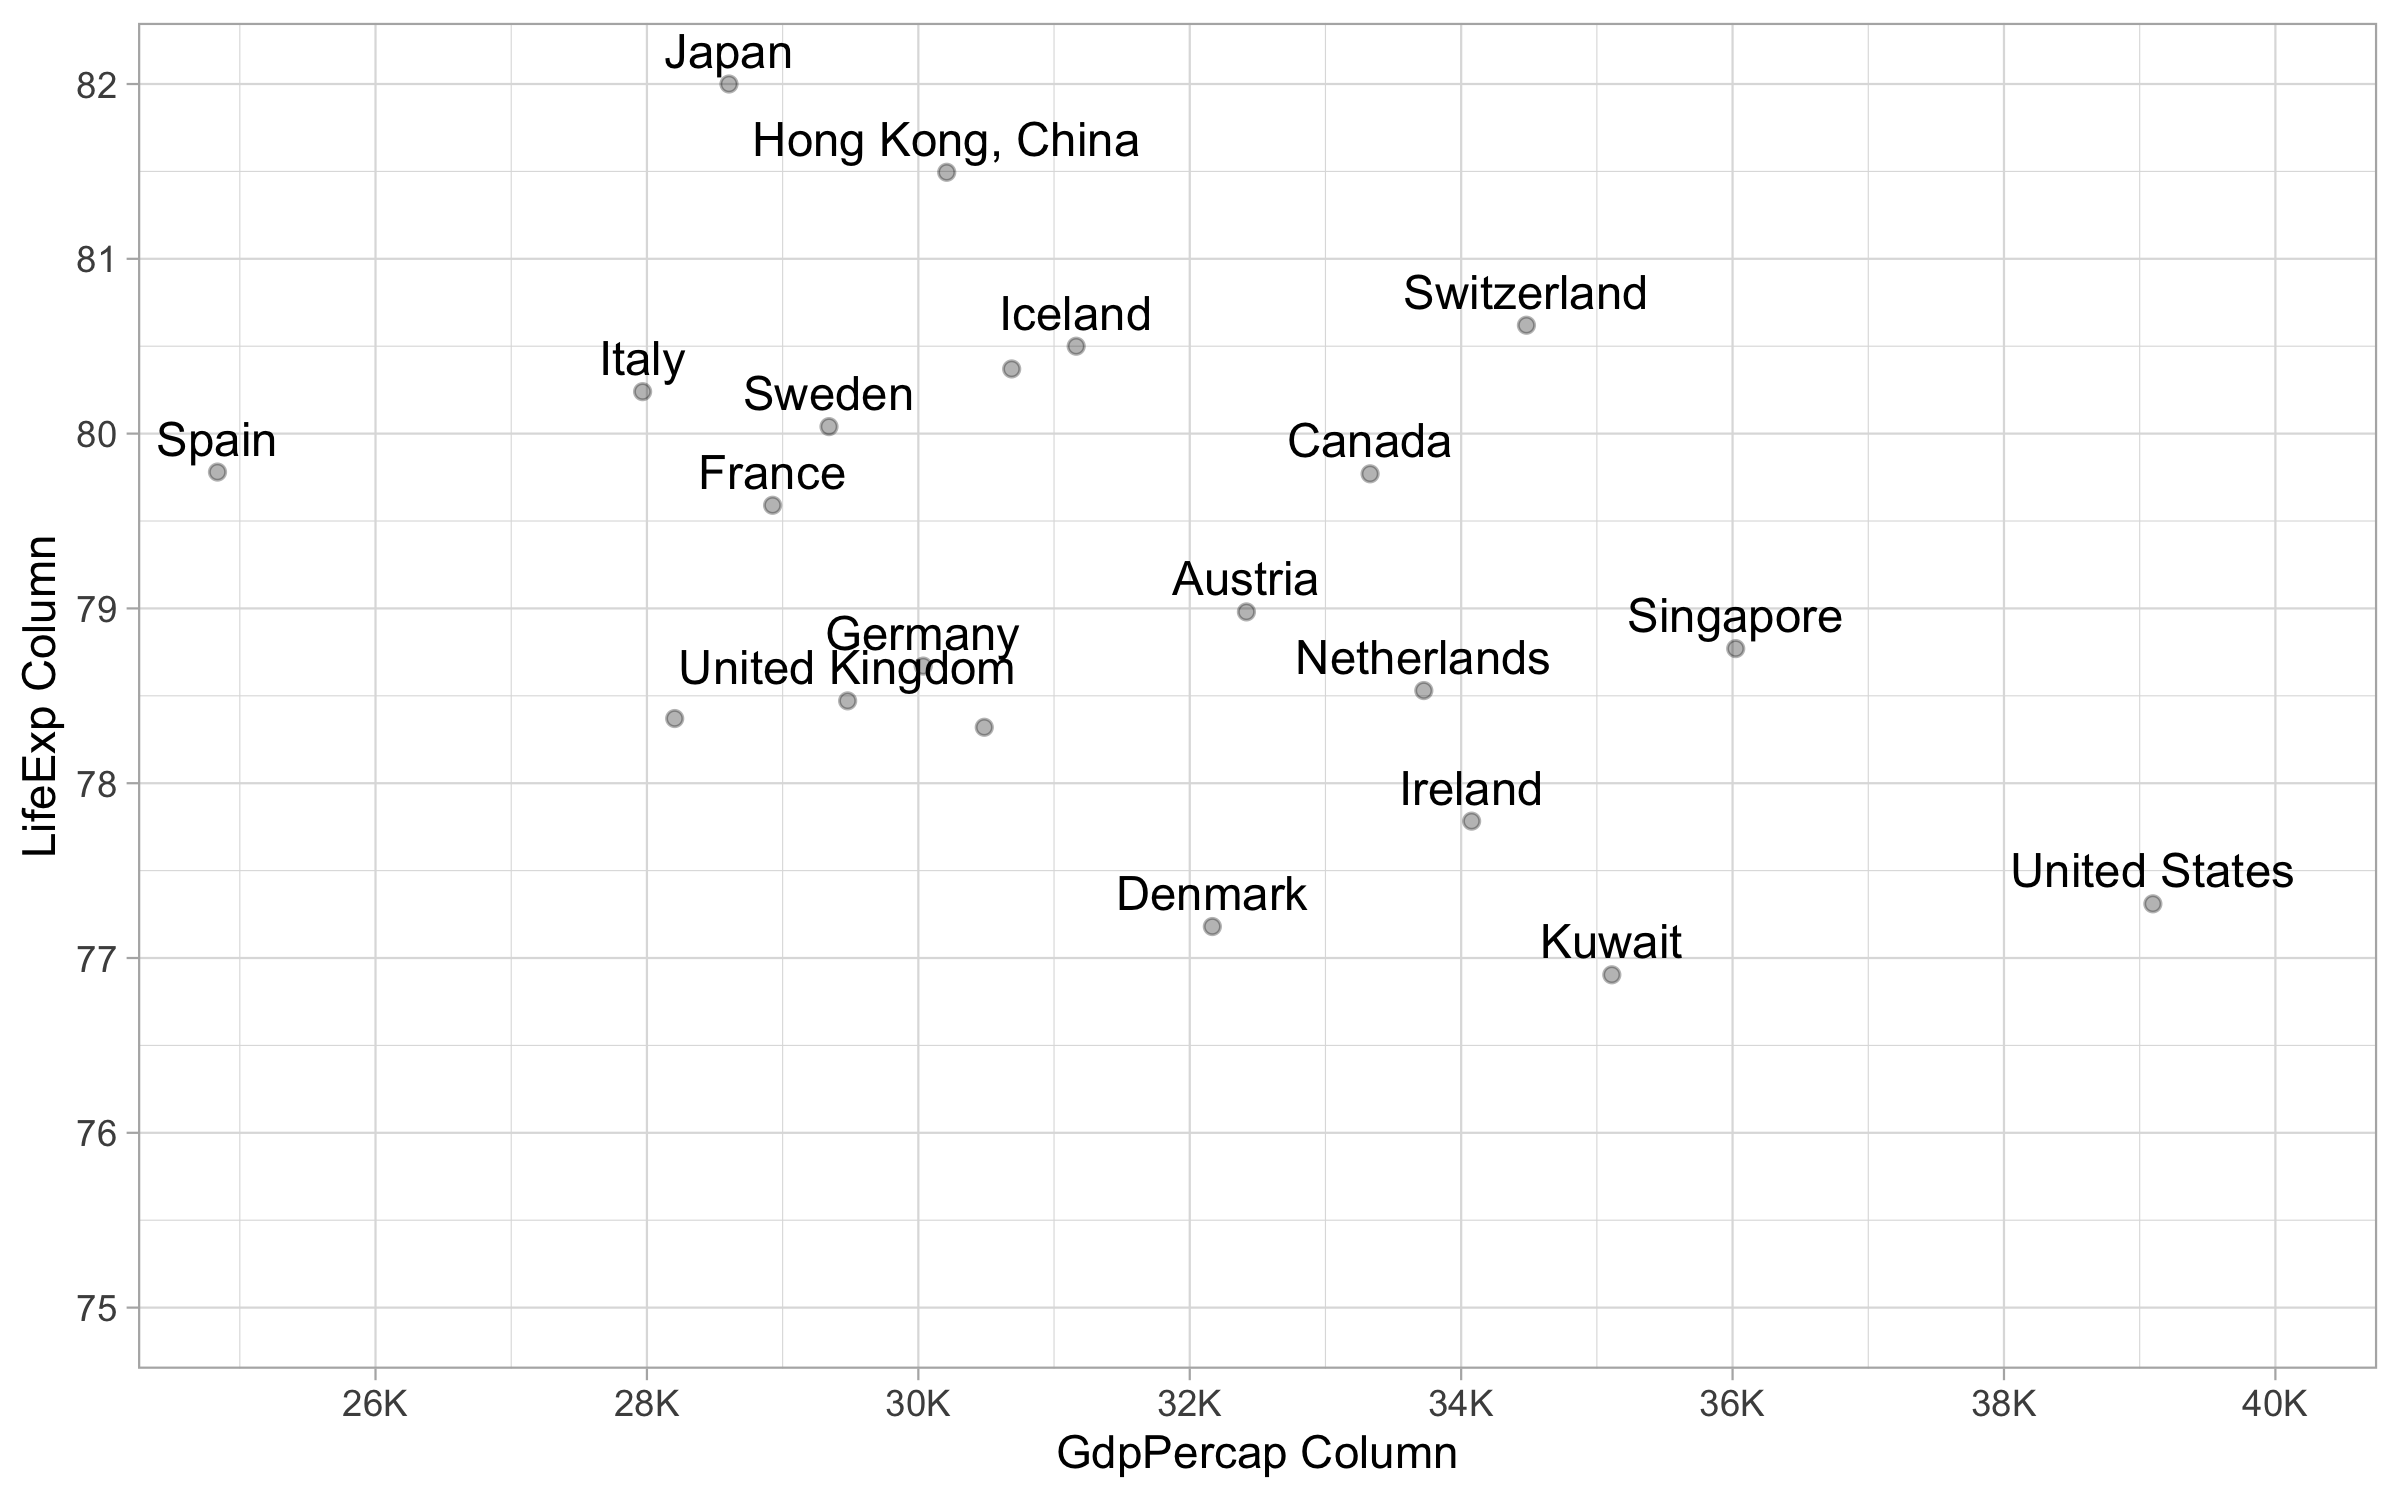 Japan
82
Hong Kong, China
81
Switzerland
Iceland
Italy
Sweden
80
Spain
Canada
France
Austria
79
Singapore
Germany
Netherlands
United Kingdom
LifeExp Column
78
Ireland
United States
Denmark
77
Kuwait
76
75
26K 28K 30K 32K 34K 36K 38K 40K
GdpPercap Column